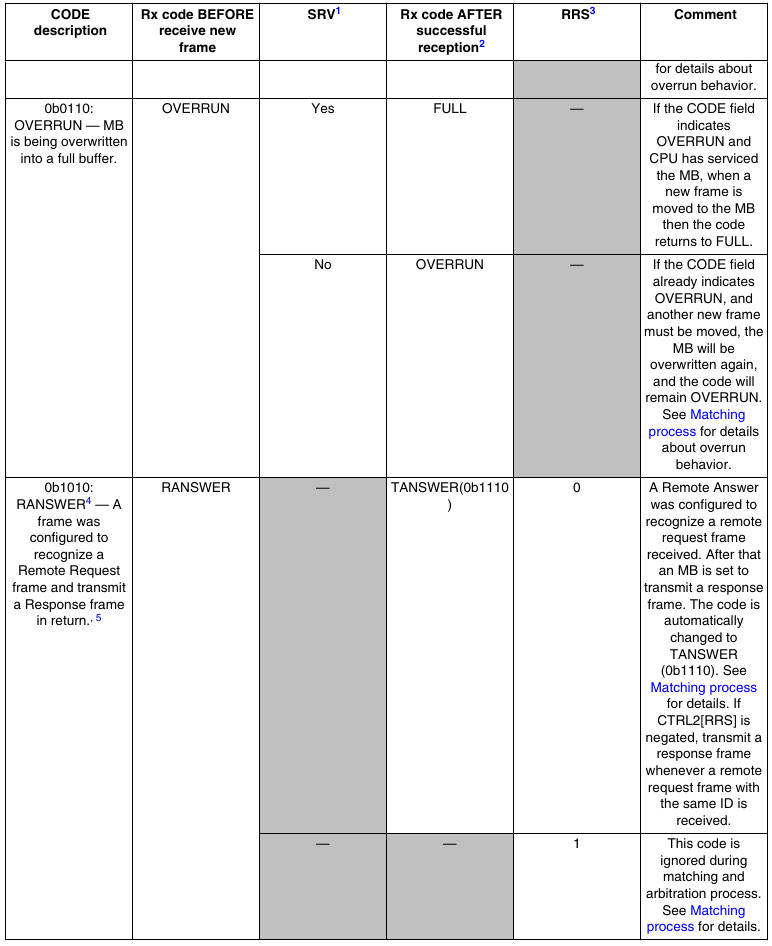 CODE description
Rx code BEFORE receive new frame
SRV1
Rx code AFTER successful reception2
RRS3
Comment
for details about
overrun behavior.
0b0110:
OVERRUN — MB
is being overwritten
into a full buffer.
OVERRUN
Yes
FULL
—
If the CODE field
indicates
OVERRUN and
CPU has serviced
the MB, when a
new frame is
moved to the MB
then the code
returns to FULL.
No
OVERRUN
—
If the CODE field
already indicates
OVERRUN, and
another new frame
must be moved, the
MB will be
overwritten again,
and the code will
remain OVERRUN.
See Matching
process for details
about overrun
behavior.
0b1010:
RANSWER4 — A
frame was
configured to
recognize a
Remote Request
frame and transmit
a Response frame
in return.· 5
RANSWER
—
TANSWER(0b1110
)
0
A Remote Answer
was configured to
recognize a remote
request frame
received. After that
an MB is set to
transmit a response
frame. The code is
automatically
changed to
TANSWER
(0b1110). See
Matching process
for details. If
CTRL2[RRS] is
negated, transmit a
response frame
whenever a remote
request frame with
the same ID is
received.
—
—
1
This code is
ignored during
matching and
arbitration process.
See Matching
process for details.